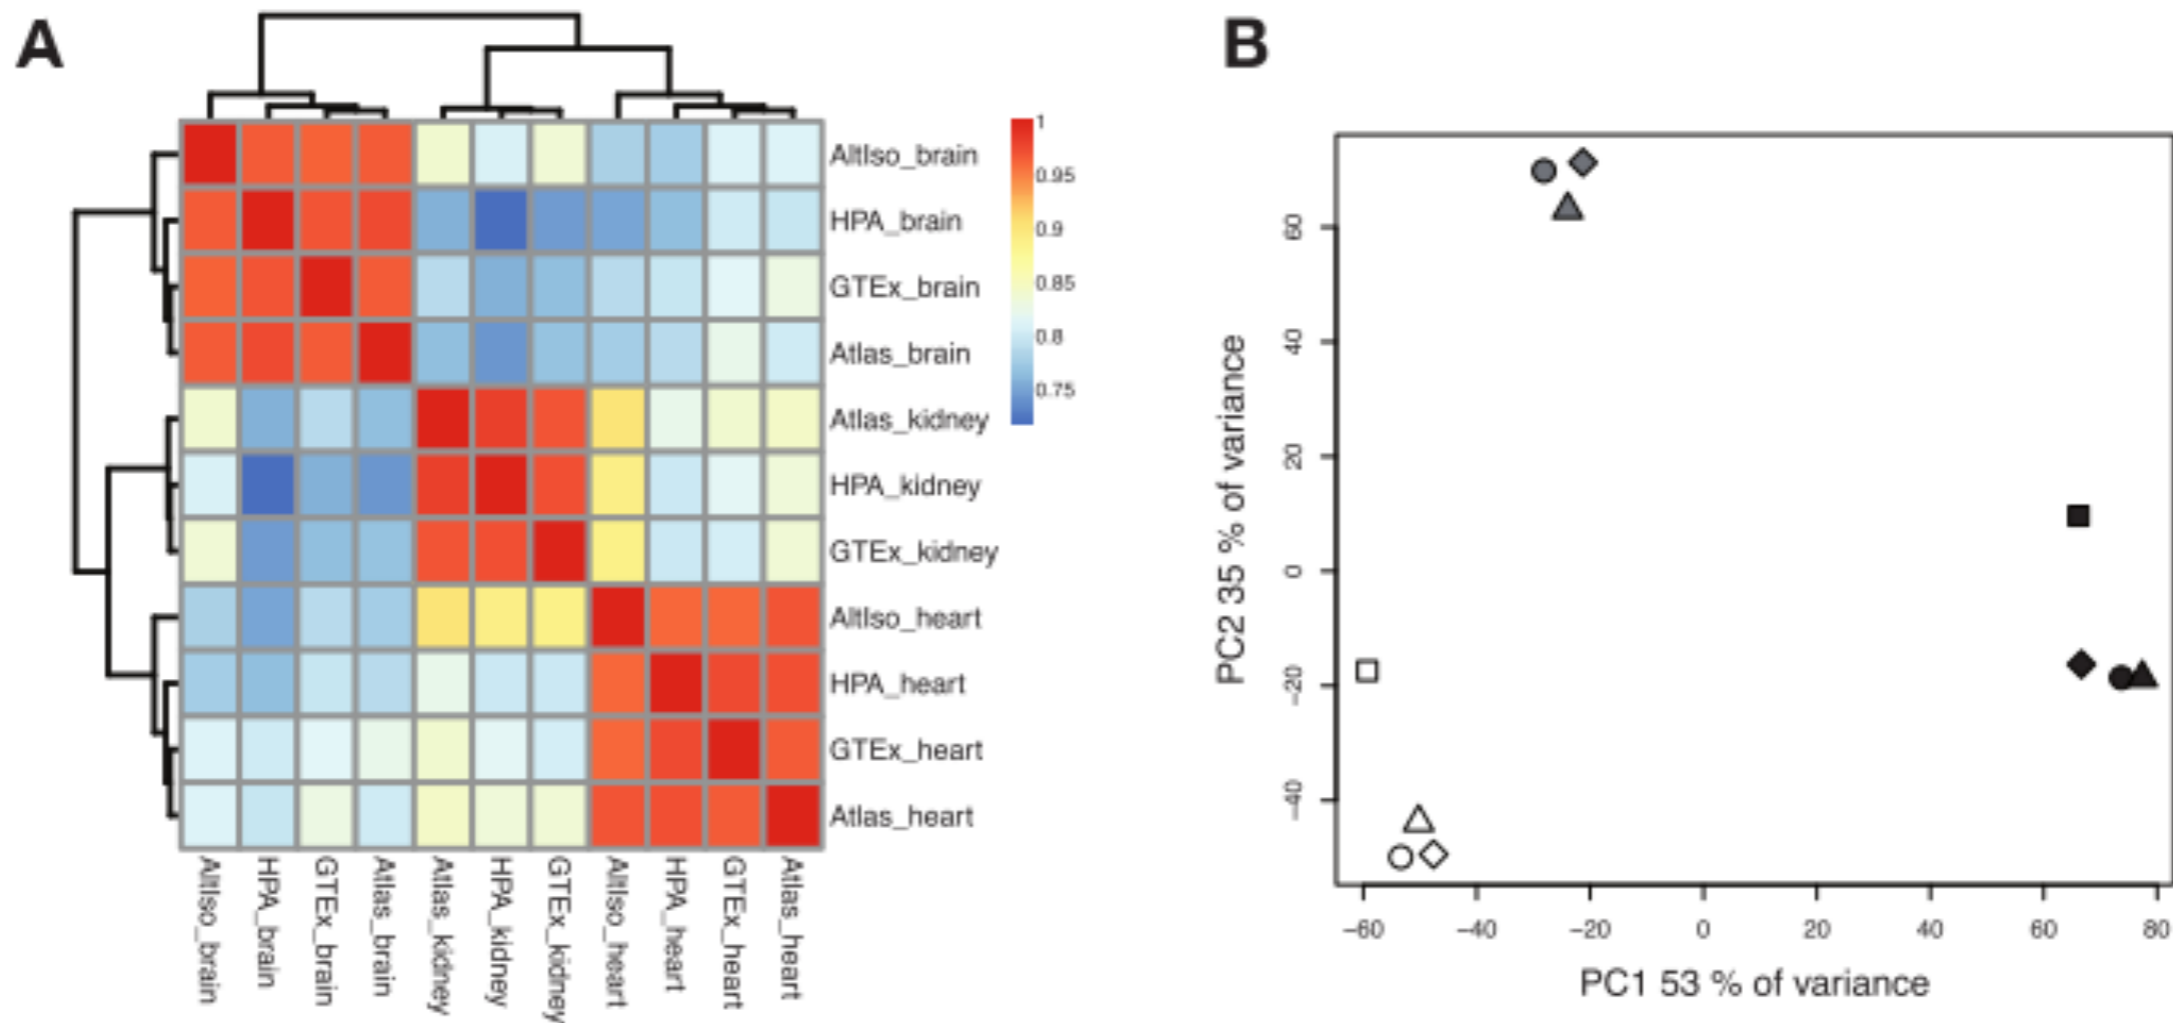 A
B
1
0.95
0.9
0.85
0.8
0.75
AltIso_brain
HPA_brain
GTEx_brain
Atlas_brain
Atlas_kidney
HPA_kidney
GTEx_kidney
AltIso_heart
HPA_heart
GTEx_heart
Atlas_heart
AltIso_brain
HPA_brain
GTEx_brain
Atlas_brain
Atlas_kidney
HPA_kidney
GTEx_kidney
AltIso_heart
HPA_heart
GTEx_heart
Atlas_heart
PC2 35 % of variance
60
40
20
0
−20
−40
−60
−40
−20
0
20
40
60
80
PC1 53 % of variance